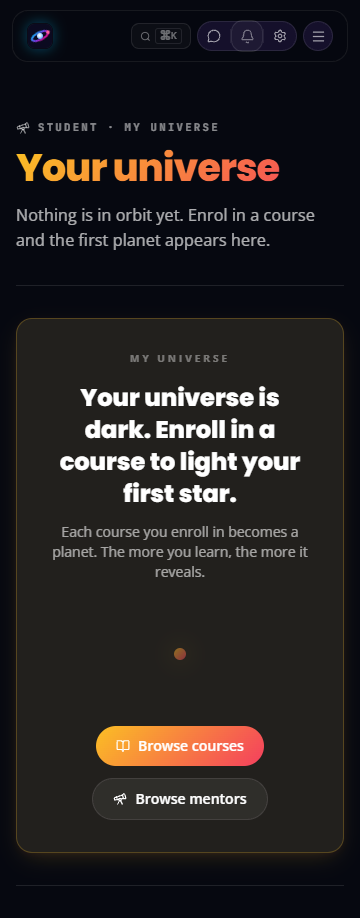 ⌘K
STUDENT · MY UNIVERSE
Your universe
Nothing is in orbit yet. Enrol in a course
and the first planet appears here.
MY UNIVERSE
Your universe is
dark. Enroll in a
course to light your
first star.
Each course you enroll in becomes a
planet. The more you learn, the more it
reveals.
Browse courses
Browse mentors